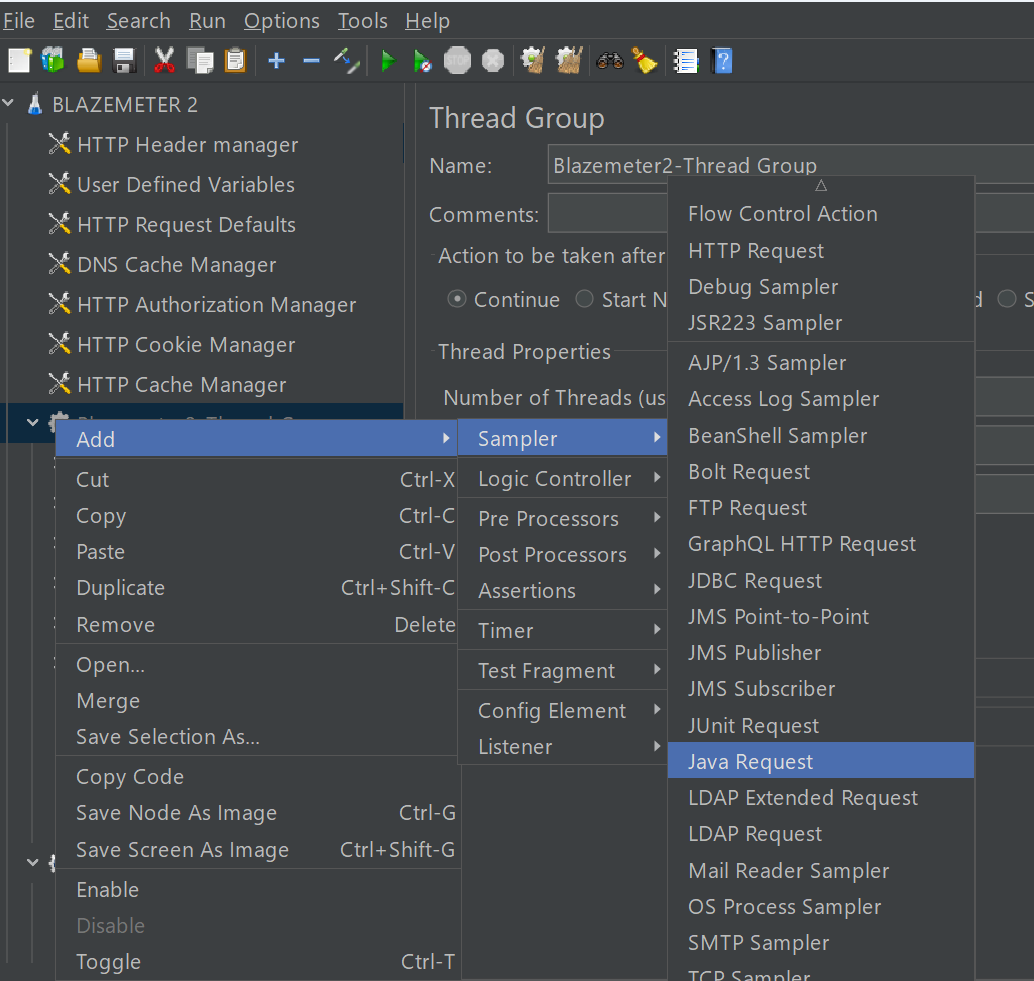 File Edit Search Run Options Tools Help
STOP
BLAZEMETER 2
HTTP Header manager
User Defined Variables
HTTP Request Defaults
DNS Cache Manager
HTTP Authorization Manager
HTTP Cookie Manager
HTTP Cache Manager
Thread Group
Name: Blazemeter2-Thread Group
Comments:
Action to be taken after
Continue Start N
Thread Properties
Number of Threads (us
Add
Cut Ctrl-X
Copy Ctrl-C
Paste Ctrl-V
Duplicate Ctrl+Shift-C
Remove Delete
Open...
Merge
Save Selection As...
Copy Code
Save Node As Image Ctrl-G
Save Screen As Image Ctrl+Shift-G
Enable
Disable
Toggle Ctrl-T
Sampler
Logic Controller
Pre Processors
Post Processors
Assertions
Timer
Test Fragment
Config Element
Listener
Flow Control Action
HTTP Request
Debug Sampler
JSR223 Sampler
AJP/1.3 Sampler
Access Log Sampler
BeanShell Sampler
Bolt Request
FTP Request
GraphQL HTTP Request
JDBC Request
JMS Point-to-Point
JMS Publisher
JMS Subscriber
JUnit Request
Java Request
LDAP Extended Request
LDAP Request
Mail Reader Sampler
OS Process Sampler
SMTP Sampler
TCP Sampler